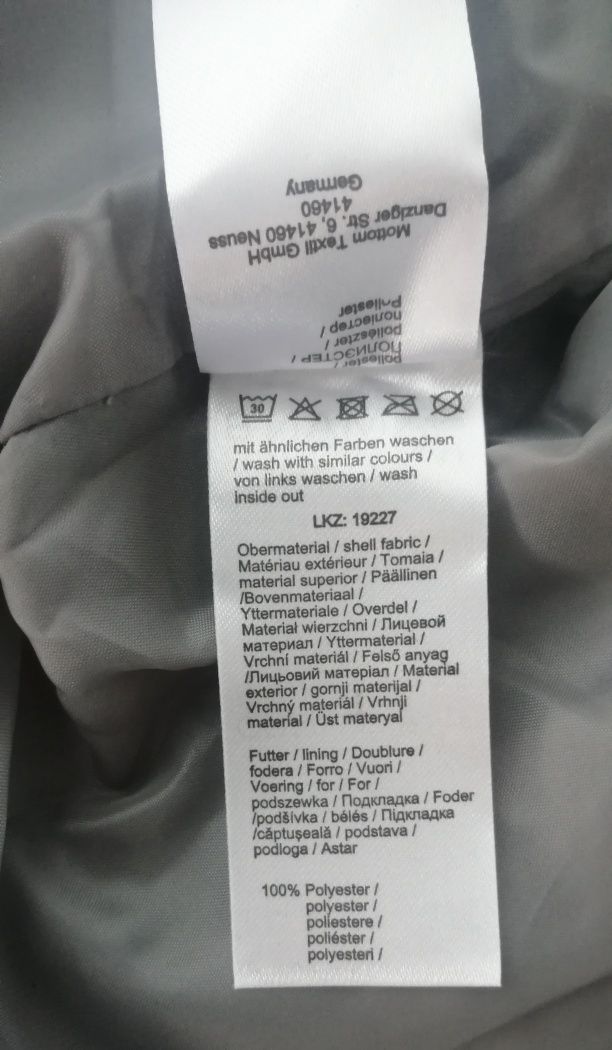 Mottom Textil GmbH
Danziger Str. 6, 41460 Neuss
41460
Germany
poliester /
ПОЛИЭСТЕР /
poliészter /
полієстер /
Poliester
30
mit ähnlichen Farben waschen
/ wash with similar colours /
von links waschen / wash
inside out
LKZ: 19227
Obermaterial / shell fabric /
Matériau extérieur / Tomaia /
material superior / Päällinen
/Bovenmateriaal /
Yttermateriale / Overdel /
Materiał wierzchni / Лицевой
материал / Yttermaterial /
Vrchní materiál / Felső anyag
/Лицьовий матеріал / Material
exterior / gornji materijal /
Vrchný materiál / Vrhnji
material / Üst materyal
Futter / lining / Doublure /
fodera / Forro / Vuori /
Voering / for / For /
podszewka / Подкладка / Foder
/podšívka / bélés / Підкладка
/căptușeală / podstava /
podloga / Astar
100% Polyester /
polyester /
poliestere /
poliéster /
polyesteri /